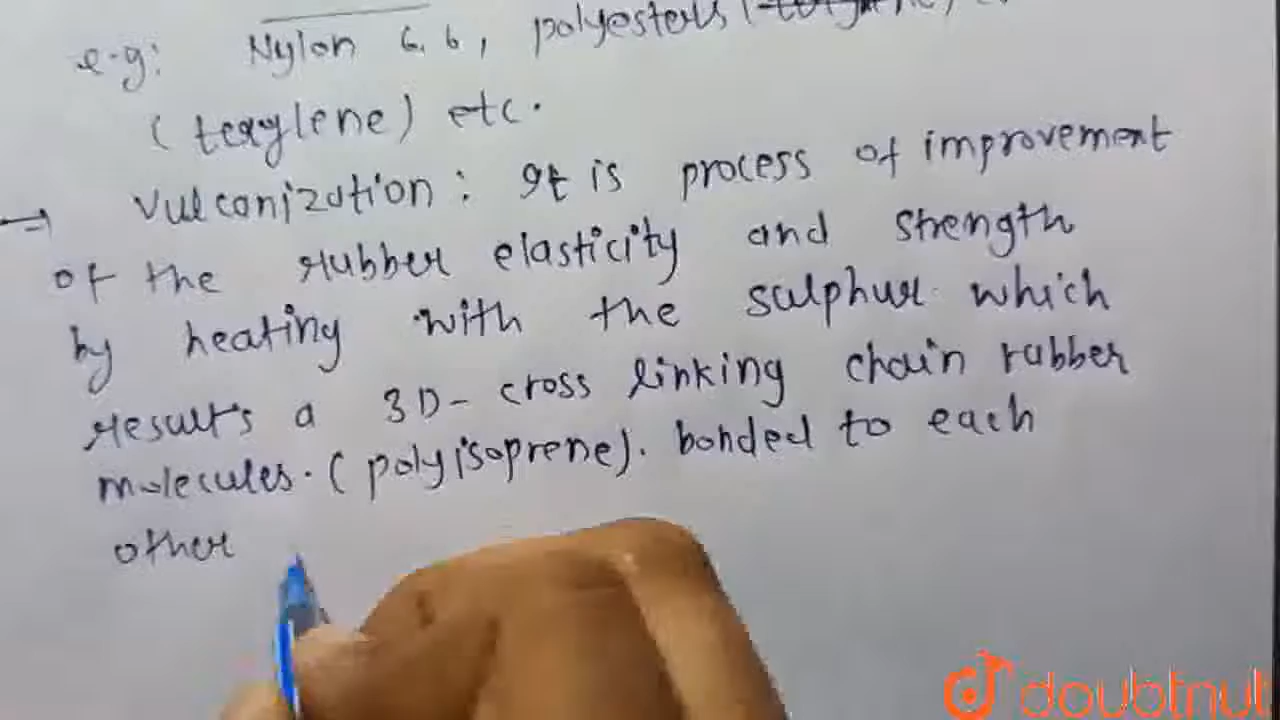 e.g: Nylon 6.6, polyesters
(terylene) etc.
⇒ Vulcanization: It is process of improvement
of the rubber elasticity and strength
by heating with the sulphur. which
results a 3D- cross linking chain rubber
molecules. (polyisoprene). bonded to each
other
doubtnut